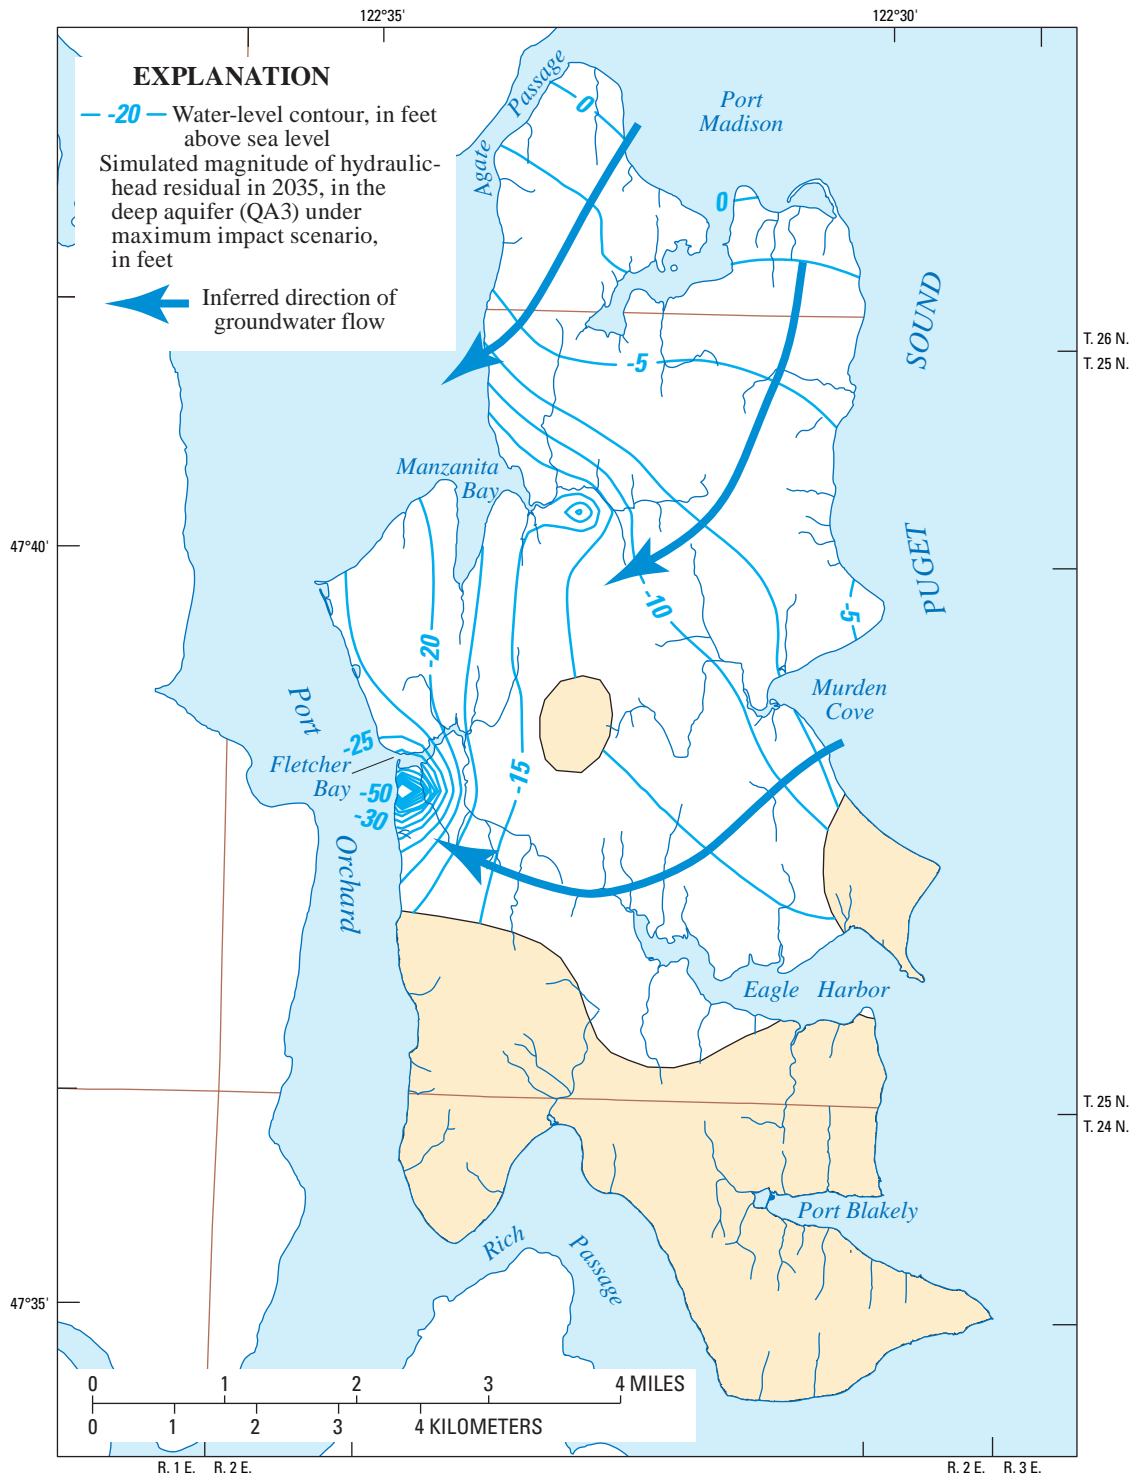 122°35'
122°30'
EXPLANATION
-20
Water-level contour, in feet
above sea level
Simulated magnitude of hydraulic-
head residual in 2035, in the
deep aquifer (QA3) under
maximum impact scenario,
in feet
Inferred direction of
groundwater flow
Agate Passage
Port
Madison
0
0
PUGET SOUND
T. 26 N.
T. 25 N.
-5
Manzanita
Bay
47°40'
-10
-5
-20
Murden
Cove
Port Orchard
-25
Fletcher
Bay
-50
-30
-15
Eagle Harbor
T. 25 N.
T. 24 N.
Port Blakely
Rich Passage
47°35'
0 1 2 3 4 MILES
0 1 2 3 4 KILOMETERS
R. 1 E. R. 2 E.
R. 2 E. R. 3 E.